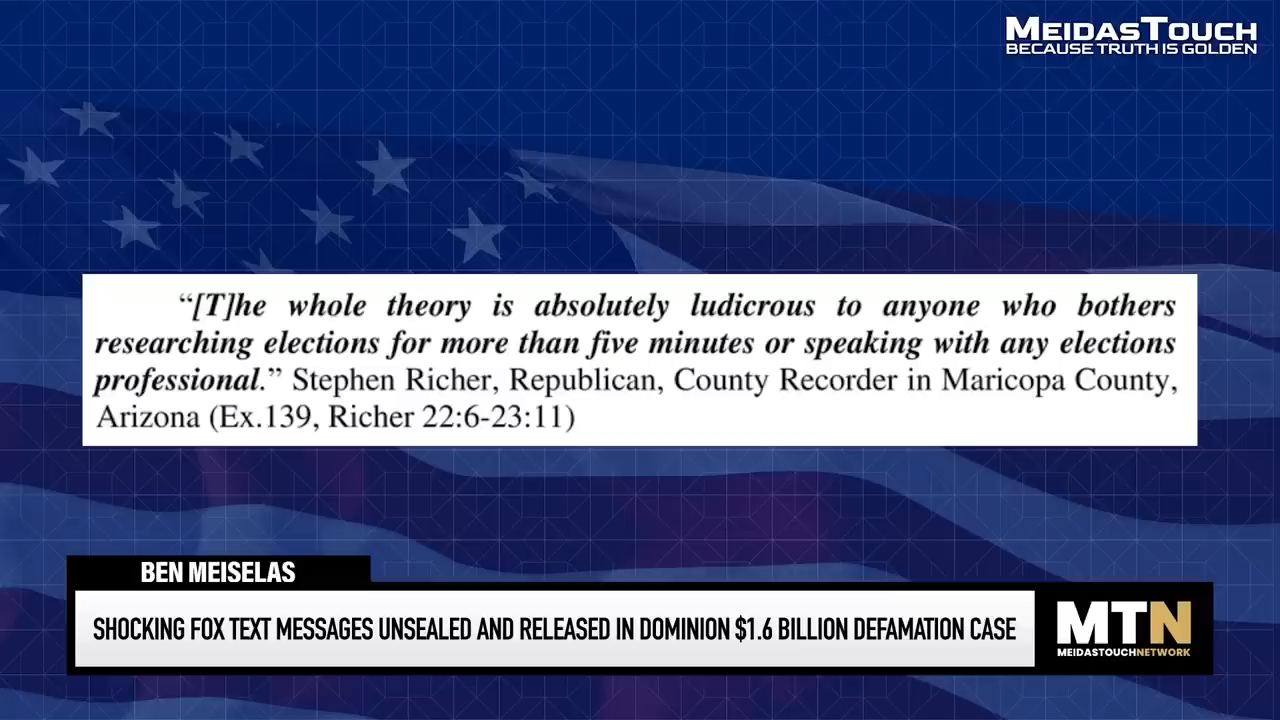 MEIDASTOUCH
BECAUSE TRUTH IS GOLDEN
“[T]he whole theory is absolutely ludicrous to anyone who bothers
researching elections for more than five minutes or speaking with any elections
professional.” Stephen Richer, Republican, County Recorder in Maricopa County,
Arizona (Ex.139, Richer 22:6-23:11)
BEN MEISELAS
SHOCKING FOX TEXT MESSAGES UNSEALED AND RELEASED IN DOMINION $1.6 BILLION DEFAMATION CASE
MTN
MEIDASTOUCHNETWORK